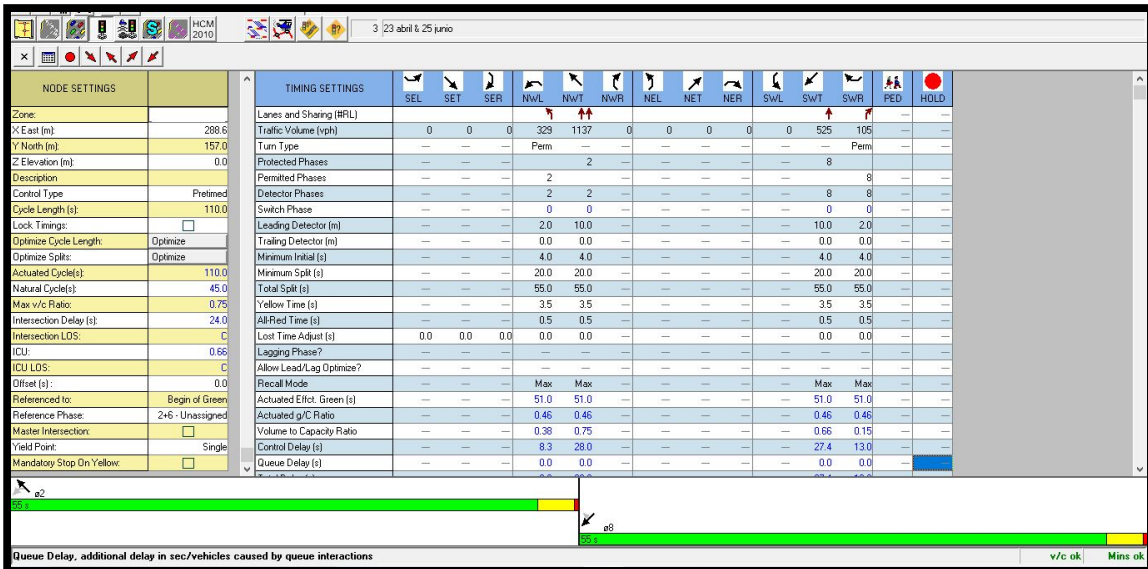 HCM 2010 3 23 abril & 25 junio
NODE SETTINGS TIMING SETTINGS SEL SET SER NWL NWT NWR NEL NET NER SWL SWT SWR PED HOLD
Zone: Lanes and Sharing (#RL) — —
X East (m): 288.6 Traffic Volume (vph) 0 0 0 329 1137 0 0 0 0 0 525 105 — —
Y North (m): 157.0 Turn Type — — — Perm — — — — — — — Perm — —
Z Elevation (m): 0.0 Protected Phases 2 8
Description Permitted Phases 2 8
Control Type Pretimed Detector Phases — — — 2 2 — — — — — 8 8 — —
Cycle Length (s): 110.0 Switch Phase — — — 0 0 — — — — — 0 0 — —
Lock Timings: Leading Detector (m) — — — 2.0 10.0 — — — — — 10.0 2.0 — —
Optimize Cycle Length: Optimize Trailing Detector (m) — — — 0.0 0.0 — — — — — 0.0 0.0 — —
Optimize Splits: Optimize Minimum Initial (s) — — — 4.0 4.0 — — — — — 4.0 4.0 — —
Actuated Cycle(s): 110.0 Minimum Split (s) — — — 20.0 20.0 — — — — — 20.0 20.0 — —
Natural Cycle(s): 45.0 Total Split (s) — — — 55.0 55.0 — — — — — 55.0 55.0 — —
Max v/c Ratio: 0.75 Yellow Time (s) — — — 3.5 3.5 — — — — — 3.5 3.5 — —
Intersection Delay (s): 24.0 All-Red Time (s) — — — 0.5 0.5 — — — — — 0.5 0.5 — —
Intersection LOS: C Lost Time Adjust (s) 0.0 0.0 0.0 0.0 0.0 — — — — — 0.0 0.0 — —
ICU: 0.66 Lagging Phase? — — — — — — — — — — — — — —
ICU LOS: C Allow Lead/Lag Optimize? — — — — — — — — — — — — — —
Offset (s) : 0.0 Recall Mode — — — Max Max — — — — — Max Max — —
Referenced to: Begin of Green Actuated Effct. Green (s) — — — 51.0 51.0 — — — — — 51.0 51.0 — —
Reference Phase: 2+6 - Unassigned Actuated g/C Ratio — — — 0.46 0.46 — — — — — 0.46 0.46 — —
Master Intersection: Volume to Capacity Ratio — — — 0.38 0.75 — — — — — 0.66 0.15 — —
Yield Point: Single Control Delay (s) — — — 8.3 28.0 — — — — — 27.4 13.0 — —
Mandatory Stop On Yellow: Queue Delay (s) — — — 0.0 0.0 — — — — — 0.0 0.0 — —
ø2
55 s
ø8
55 s
Queue Delay, additional delay in sec/vehicles caused by queue interactions v/c ok Mins ok